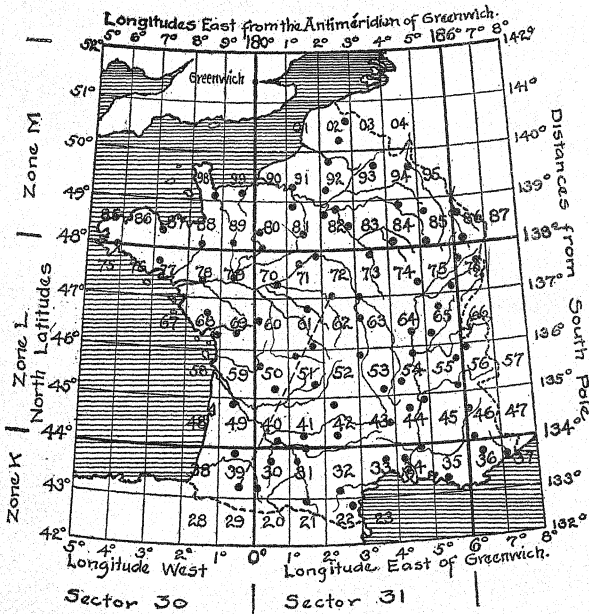 Longitudes East from the Antiméridian of Greenwich.
5° 6° 7° 8° 9° 180° 1° 2° 3° 4° 5° 186° 7° 8°
52° 142°
Greenwich
51° 141°
02 03 04
50° 140°
98 99 90 91 92 93 94 95
49° 139°
85 86 87 88 89 80 81 82 83 84 85 86 87
48° 138°
75 76 77 78 79 70 71 72 73 74 75 76
47° 137°
67 68 69 60 61 62 63 64 65 66
46° 136°
58 59 50 51 52 53 54 55 56 57
45° 135°
48 49 40 41 42 43 44 45 46 47
44° 134°
38 39 30 31 32 33 34 35 36 37
43° 133°
28 29 20 21 22 23
42° 132°
5° 4° 3° 2° 1° 0° 1° 2° 3° 4° 5° 6° 7° 8°
Longitude West
Longitude East of Greenwich.
Sector 30 Sector 31
Zone M
Zone L
Zone K
North Latitudes
Distances from South Pole